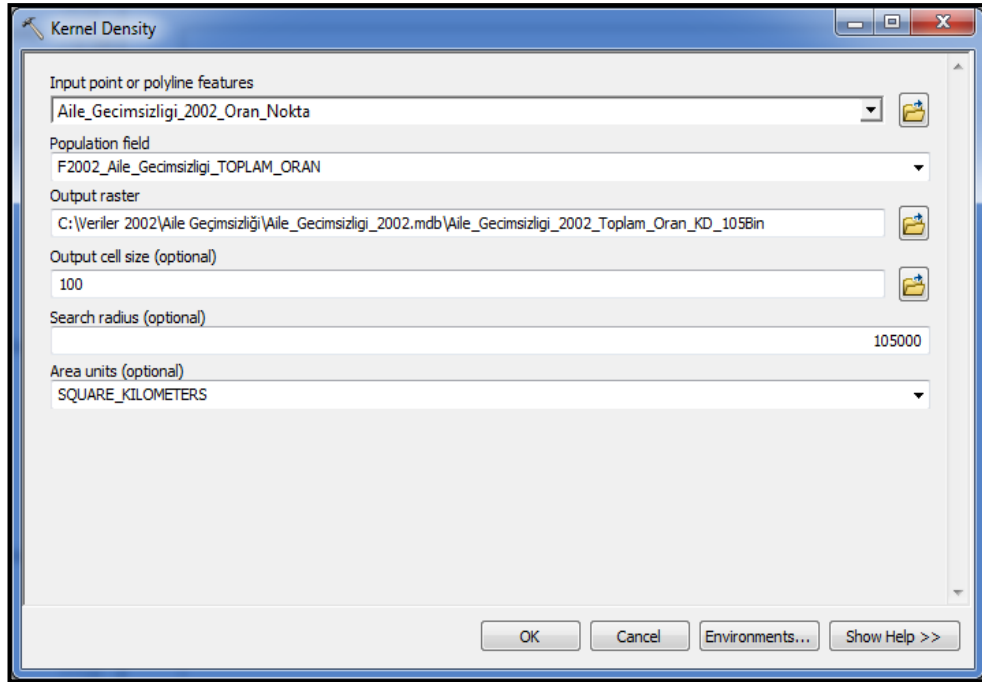 Kernel Density
Input point or polyline features
Aile_Gecimsizligi_2002_Oran_Nokta
Population field
F2002_Aile_Gecimsizligi_TOPLAM_ORAN
Output raster
C:\Veriler 2002\Aile Geçimsizliği\Aile_Gecimsizligi_2002.mdb\Aile_Gecimsizligi_2002_Toplam_Oran_KD_105Bin
Output cell size (optional)
100
Search radius (optional)
105000
Area units (optional)
SQUARE_KILOMETERS
OK Cancel Environments... Show Help >>